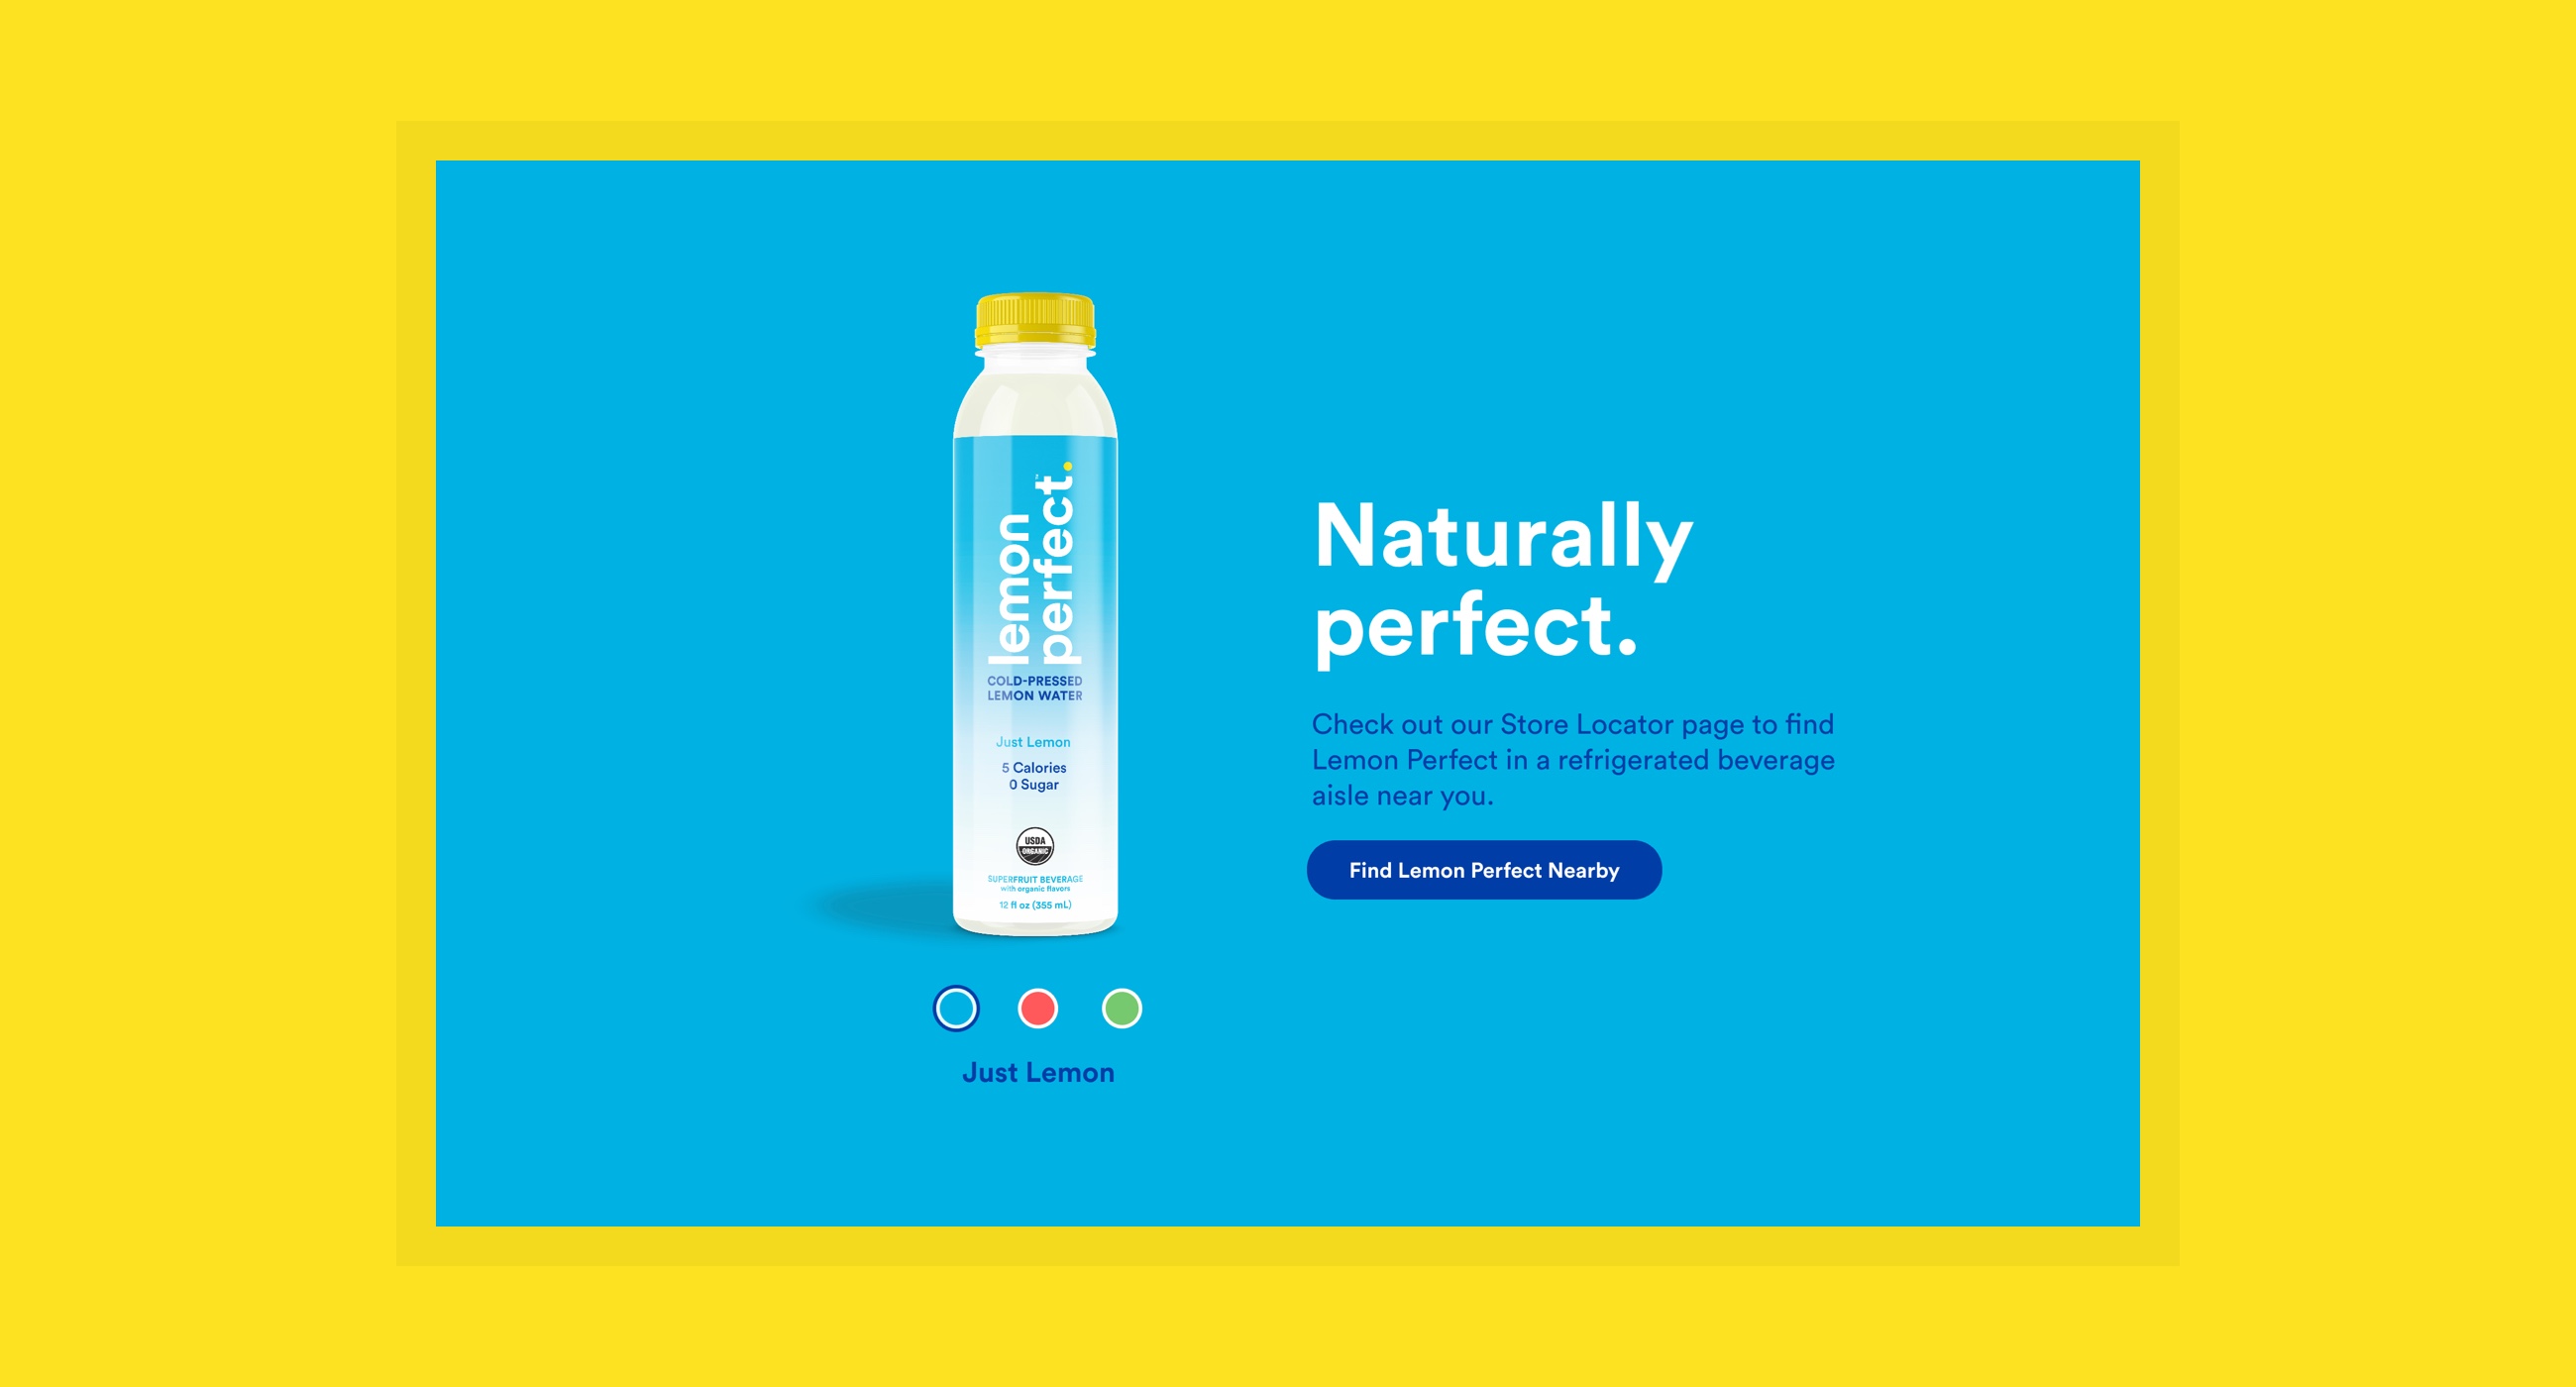 lemon
perfect.
COLD-PRESSED
LEMON WATER
Just Lemon
5 Calories
0 Sugar
USDA
ORGANIC
SUPERFRUIT BEVERAGE
with organic flavors
12 fl oz (355 mL)
Just Lemon
Naturally
perfect.
Check out our Store Locator page to find
Lemon Perfect in a refrigerated beverage
aisle near you.
Find Lemon Perfect Nearby